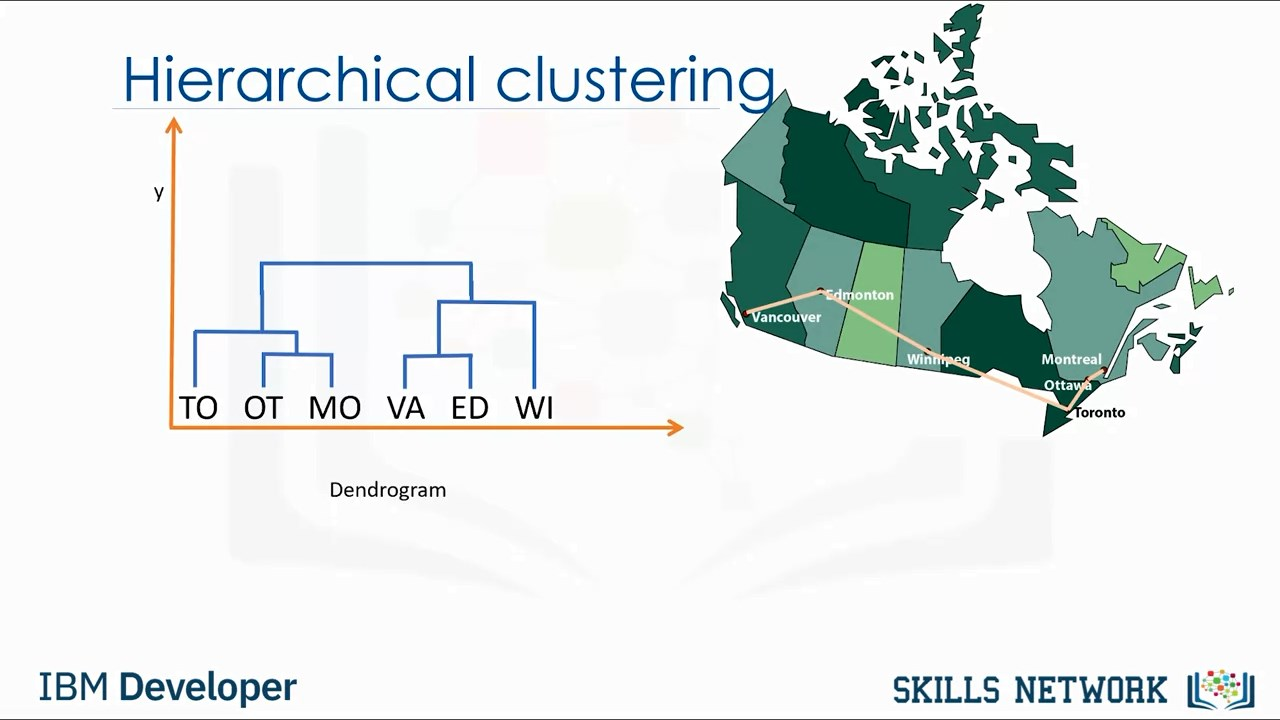 Hierarchical clustering
y
TO OT MO VA ED WI
Dendrogram
Edmonton
Vancouver
Winnipeg
Montreal
Ottawa
Toronto
IBM Developer
SKILLS NETWORK